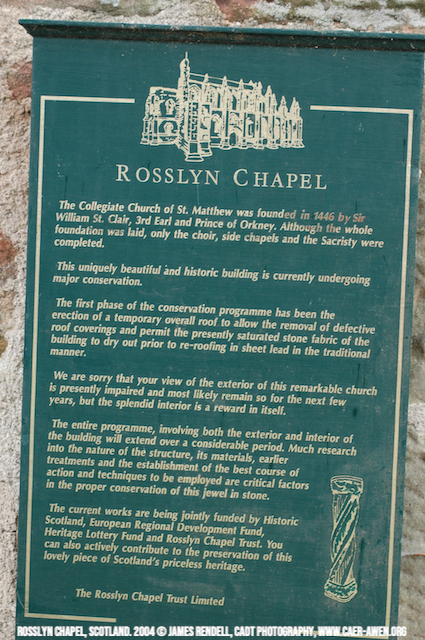 ROSSLYN CHAPEL
The Collegiate Church of St. Matthew was founded in 1446 by Sir
William St. Clair, 3rd Earl and Prince of Orkney. Although the whole
foundation was laid, only the choir, side chapels and the Sacristy were
completed.
This uniquely beautiful and historic building is currently undergoing
major conservation.
The first phase of the conservation programme has been the
erection of a temporary overall roof to allow the removal of defective
roof coverings and permit the presently saturated stone fabric of the
building to dry out prior to re-roofing in sheet lead in the traditional
manner.
We are sorry that your view of the exterior of this remarkable church
is presently impaired and most likely remain so for the next few
years, but the splendid interior is a reward in itself.
The entire programme, involving both the exterior and interior of
the building will extend over a considerable period. Much research
into the nature of the structure, its materials, earlier
treatments and the establishment of the best course of
action and techniques to be employed are critical factors
in the proper conservation of this jewel in stone.
The current works are being jointly funded by Historic
Scotland, European Regional Development Fund,
Heritage Lottery Fund and Rosslyn Chapel Trust. You
can also actively contribute to the preservation of this
lovely piece of Scotland's priceless heritage.
The Rosslyn Chapel Trust Limited
ROSSLYN CHAPEL, SCOTLAND. 2004 © JAMES RENDELL, CADT PHOTOGRAPHY, WWW.CAER-AWEN.ORG